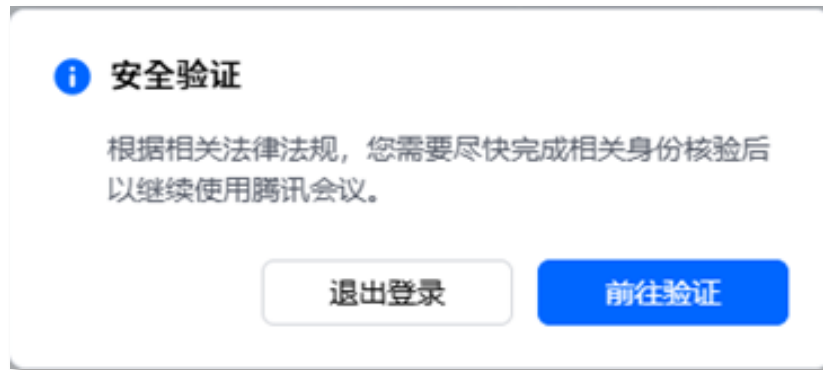 安全验证
根据相关法律法规，您需要尽快完成相关身份核验后
以继续使用腾讯会议。
退出登录
前往验证